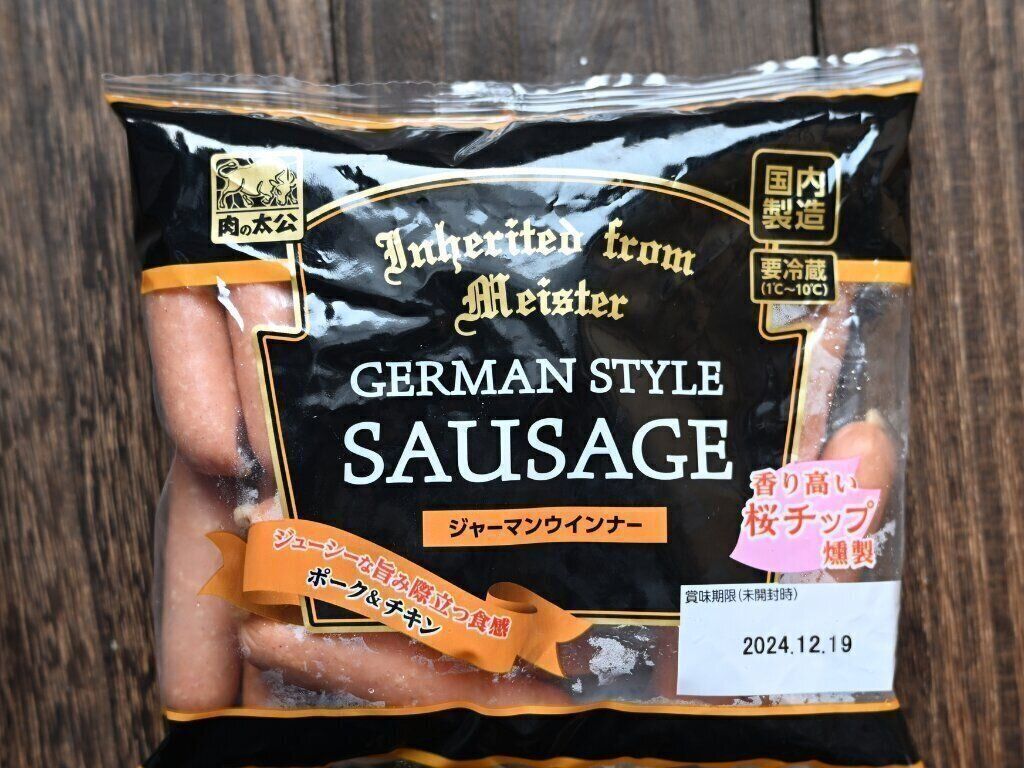 肉の太公
国内
製造
要冷蔵
(1℃～10℃)
Inherited from
Meister
GERMAN STYLE
SAUSAGE
ジャーマンウインナー
香り高い
桜チップ
燻製
ジューシーな旨み際立つ食感
ポーク&チキン
賞味期限(未開封時)
2024.12.19